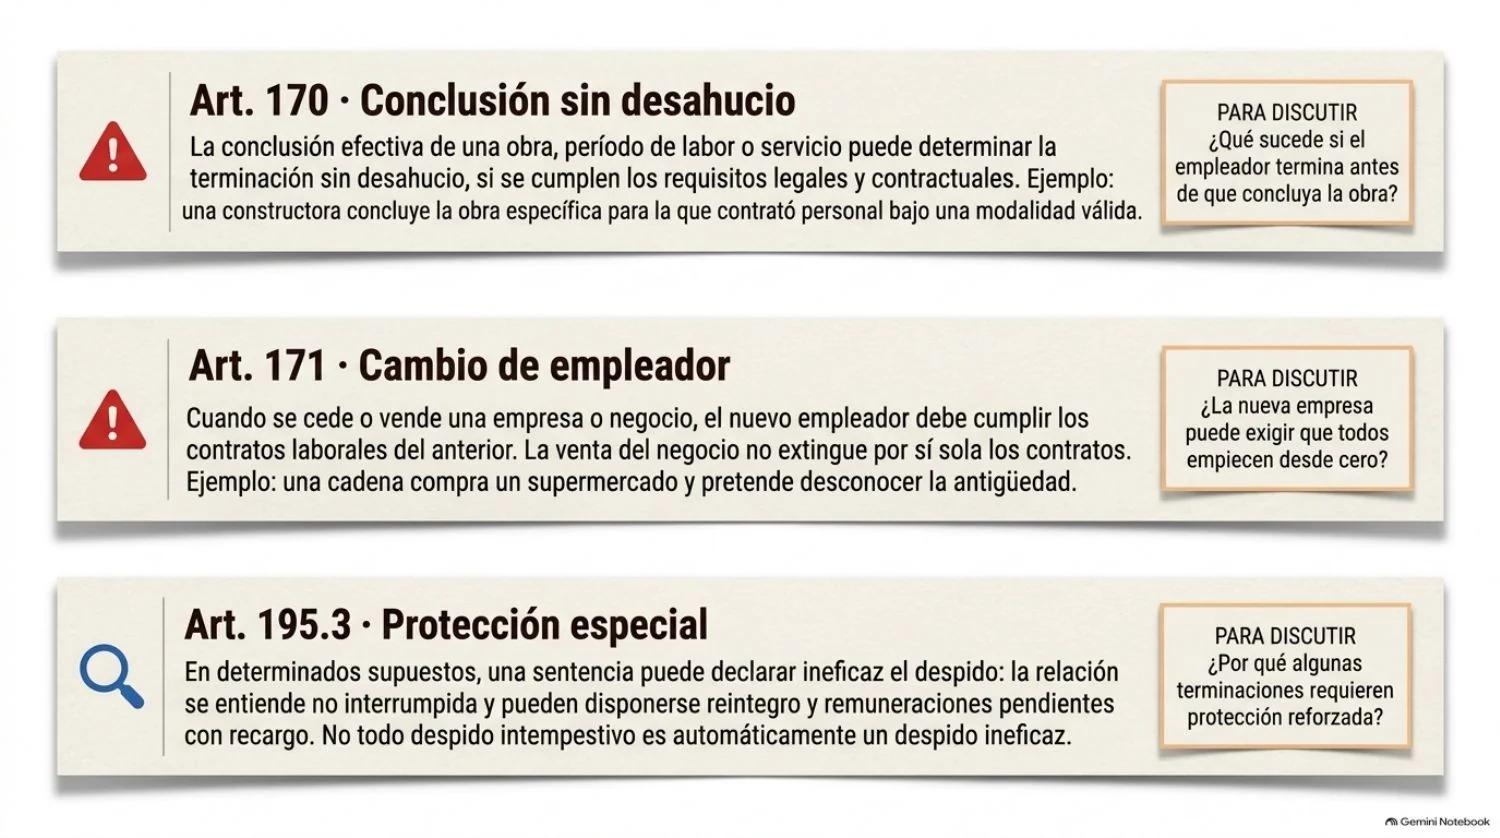 Art. 170 · Conclusión sin desahucio
La conclusión efectiva de una obra, período de labor o servicio puede determinar la
terminación sin desahucio, si se cumplen los requisitos legales y contractuales. Ejemplo:
una constructora concluye la obra específica para la que contrató personal bajo una modalidad válida.
PARA DISCUTIR
¿Qué sucede si el
empleador termina antes
de que concluya la obra?
Art. 171 · Cambio de empleador
Cuando se cede o vende una empresa o negocio, el nuevo empleador debe cumplir los
contratos laborales del anterior. La venta del negocio no extingue por sí sola los contratos.
Ejemplo: una cadena compra un supermercado y pretende desconocer la antigüedad.
PARA DISCUTIR
¿La nueva empresa
puede exigir que todos
empiecen desde cero?
Art. 195.3 · Protección especial
En determinados supuestos, una sentencia puede declarar ineficaz el despido: la relación
se entiende no interrumpida y pueden disponerse reintegro y remuneraciones pendientes
con recargo. No todo despido intempestivo es automáticamente un despido ineficaz.
PARA DISCUTIR
¿Por qué algunas
terminaciones requieren
protección reforzada?
Gemini Notebook